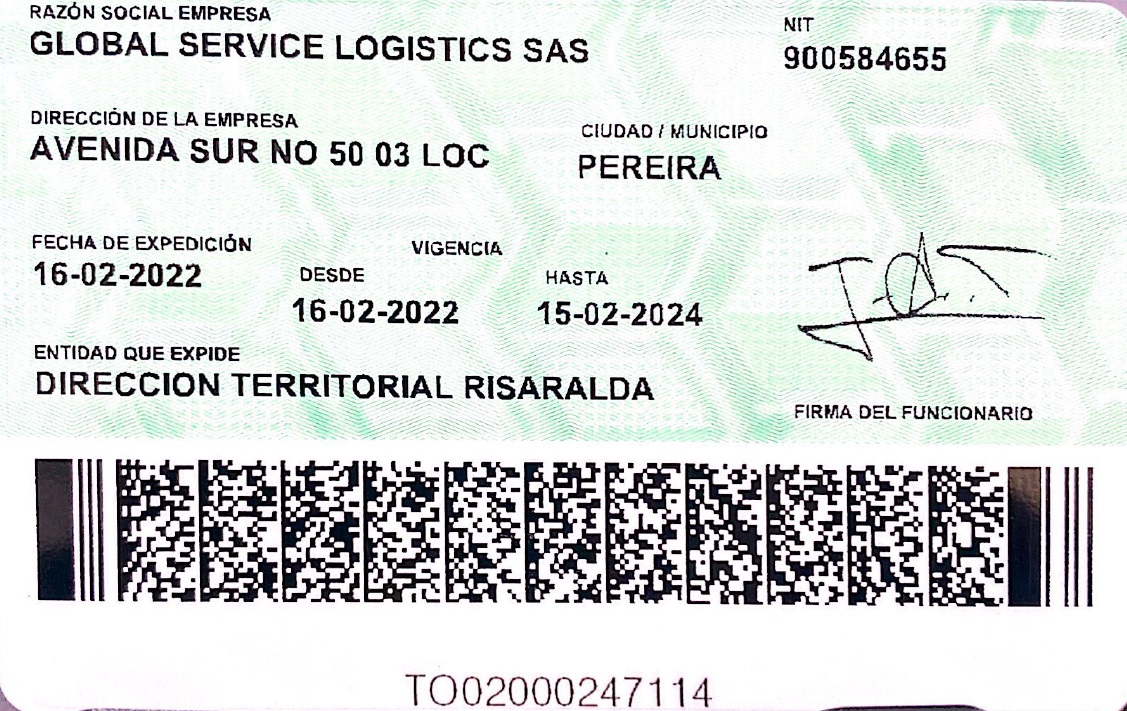 RAZÓN SOCIAL EMPRESA
GLOBAL SERVICE LOGISTICS SAS
NIT
900584655
DIRECCIÓN DE LA EMPRESA
AVENIDA SUR NO 50 03 LOC
CIUDAD / MUNICIPIO
PEREIRA
FECHA DE EXPEDICIÓN
16-02-2022
VIGENCIA
DESDE
16-02-2022
HASTA
15-02-2024
ENTIDAD QUE EXPIDE
DIRECCION TERRITORIAL RISARALDA
FIRMA DEL FUNCIONARIO
TO02000247114